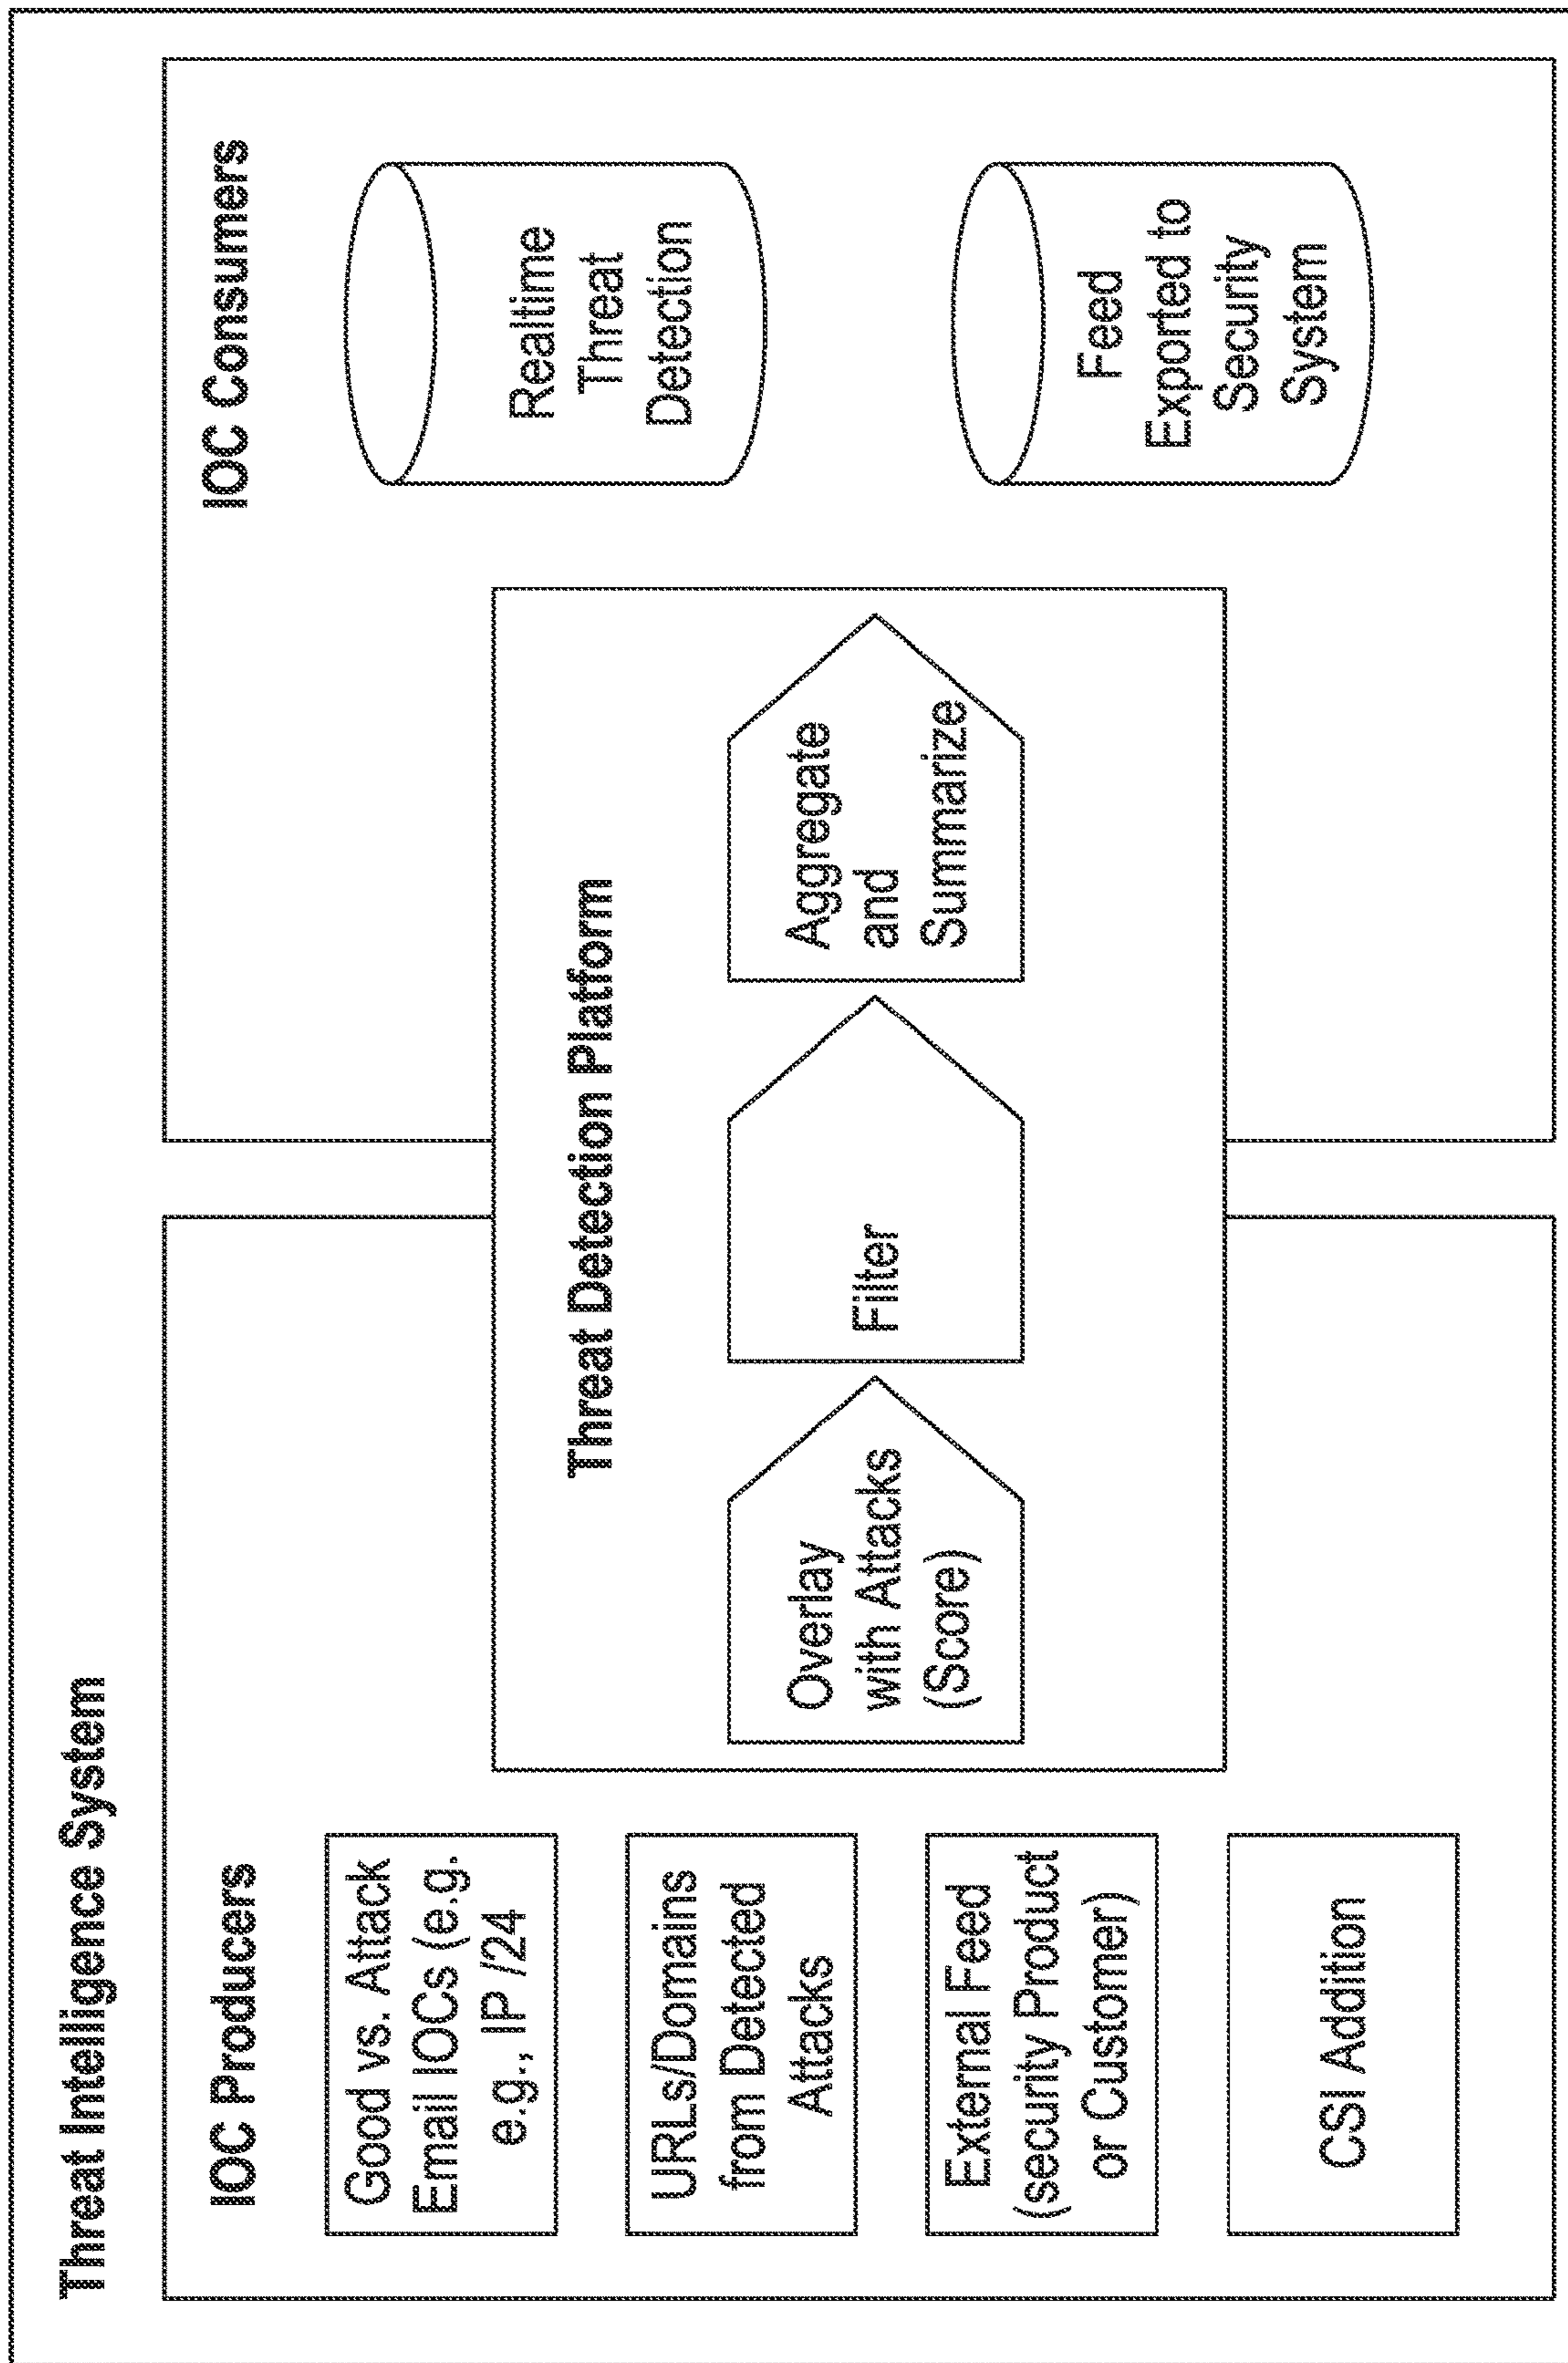 Threat Intelligence System
IOC Producers
Good vs. Attack
Email IOCs (e.g.
e.g., IP /24
URLs/Domains
from Detected
Attacks
External Feed
(security Product
or Customer)
CSI Addition
Threat Detection Platform
Overlay
with Attacks
(Score)
Filter
Aggregate
and
Summarize
IOC Consumers
Realtime
Threat
Detection
Feed
Exported to
Security
System